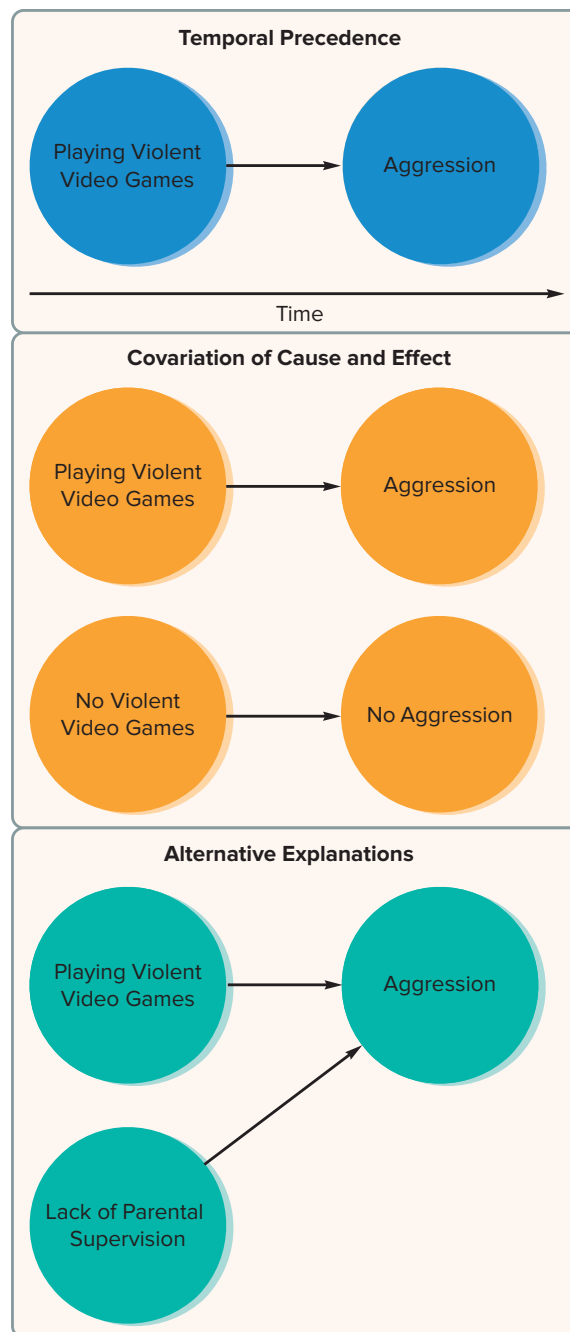 Temporal Precedence
Playing Violent
Video Games
Aggression
Time
Covariation of Cause and Effect
Playing Violent
Video Games
Aggression
No Violent
Video Games
No Aggression
Alternative Explanations
Playing Violent
Video Games
Aggression
Lack of Parental
Supervision